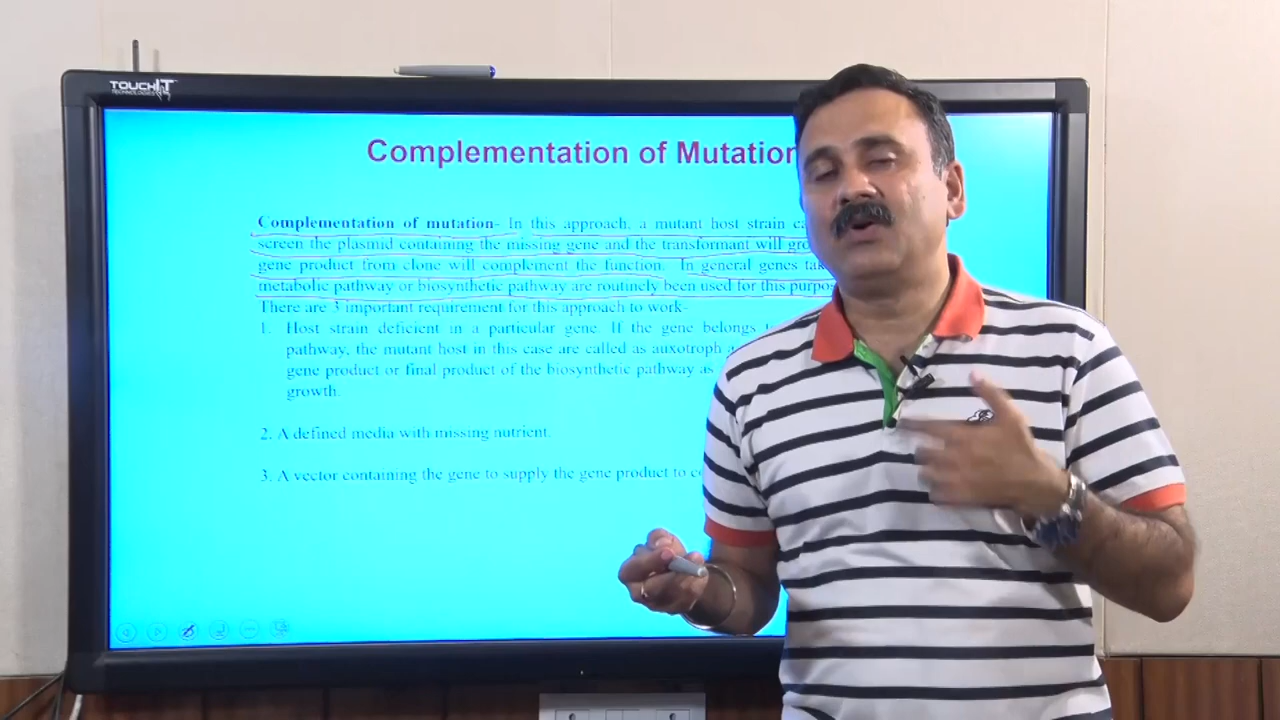 TOUCHIT
TECHNOLOGIES
Complementation of Mutation
Complementation of mutation- In this approach, a mutant host strain
screen the plasmid containing the missing gene and the transformant will
gene product from clone will complement the function. In general genes
metabolic pathway or biosynthetic pathway are routinely been used for this
There are 3 important requirement for this approach to work-
1. Host strain deficient in a particular gene. If the gene belongs
pathway, the mutant host in this case are called as auxotroph
gene product or final product of the biosynthetic pathway as
growth.
2. A defined media with missing nutrient.
3. A vector containing the gene to supply the gene product to